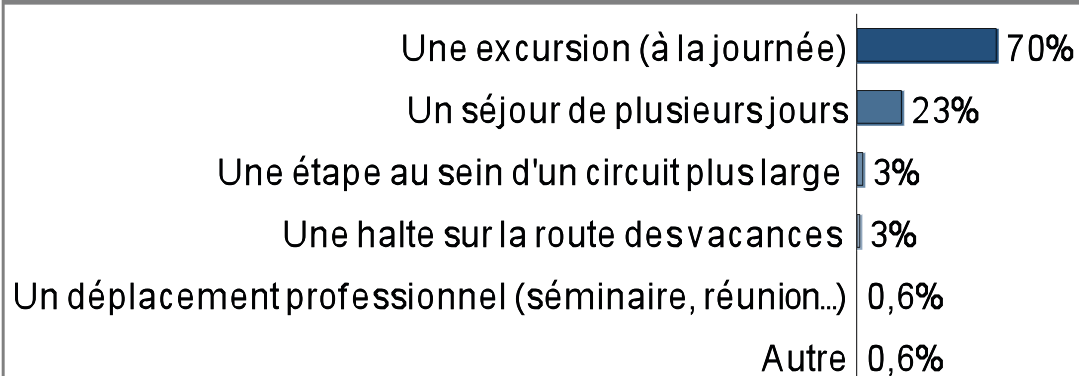 Une excursion (à la journée) 70%
Un séjour de plusieurs jours 23%
Une étape au sein d'un circuit plus large 3%
Une halte sur la route des vacances 3%
Un déplacement professionnel (séminaire, réunion...) 0,6%
Autre 0,6%